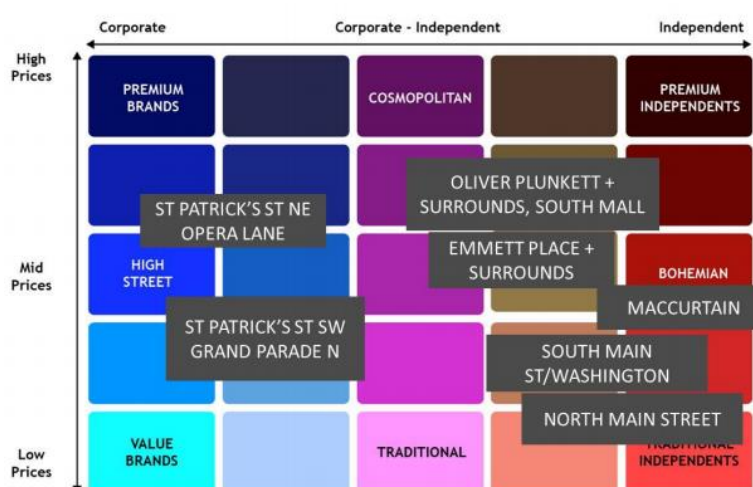 Corporate
Corporate - Independent
Independent
High
Prices
PREMIUM
BRANDS
COSMOPOLITAN
PREMIUM
INDEPENDENTS
OLIVER PLUNKETT +
SURROUNDS, SOUTH MALL
ST PATRICK'S ST NE
OPERA LANE
Mid
Prices
HIGH
STREET
EMMETT PLACE +
SURROUNDS
BOHEMIAN
MACCURTAIN
ST PATRICK'S ST SW
GRAND PARADE N
SOUTH MAIN
ST/WASHINGTON
NORTH MAIN STREET
Low
Prices
VALUE
BRANDS
TRADITIONAL
TRADITIONAL
INDEPENDENTS